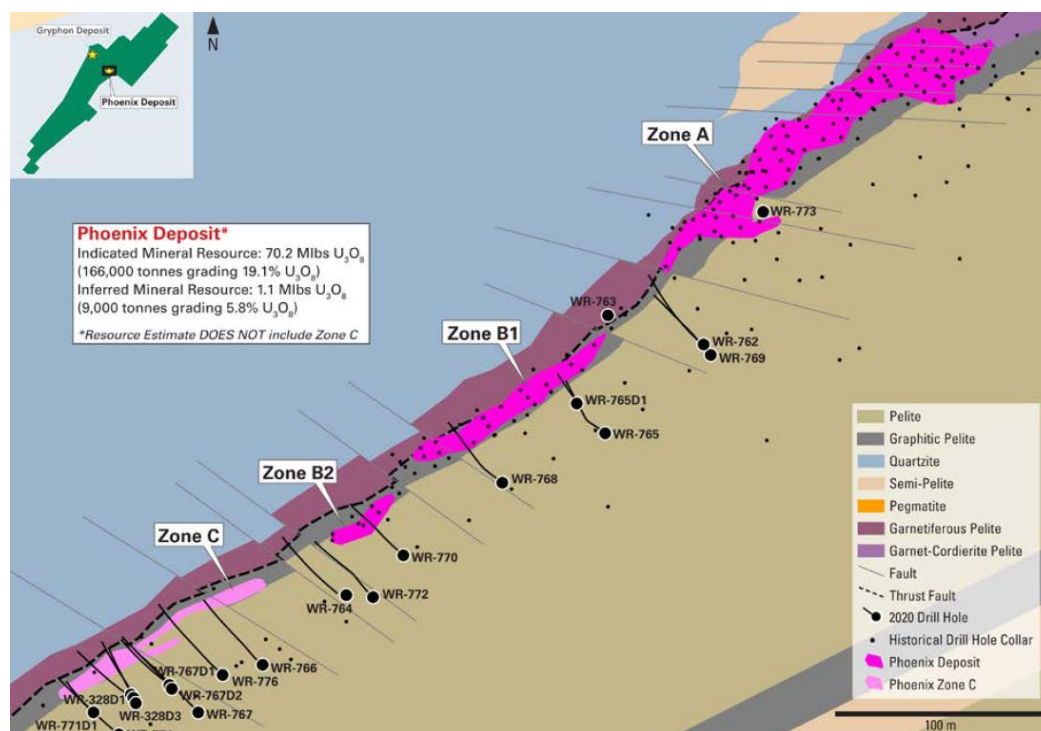 Gryphon Deposit
Phoenix Deposit
N
Zone A
WR-773
Phoenix Deposit*
Indicated Mineral Resource: 70.2 Mlbs U₃O₈
(166,000 tonnes grading 19.1% U₃O₈)
Inferred Mineral Resource: 1.1 Mlbs U₃O₈
(9,000 tonnes grading 5.8% U₃O₈)
*Resource Estimate DOES NOT include Zone C
WR-763
Zone B1
WR-762
WR-769
WR-765D1
WR-765
Zone B2
WR-768
Zone C
WR-770
WR-764
WR-772
WR-767D1
WR-766
WR-776
WR-328D1
WR-767D2
WR-328D3
WR-767
WR-771D1
Pelite
Graphitic Pelite
Quartzite
Semi-Pelite
Pegmatite
Garnetiferous Pelite
Garnet-Cordierite Pelite
Fault
Thrust Fault
2020 Drill Hole
Historical Drill Hole Collar
Phoenix Deposit
Phoenix Zone C
100 m